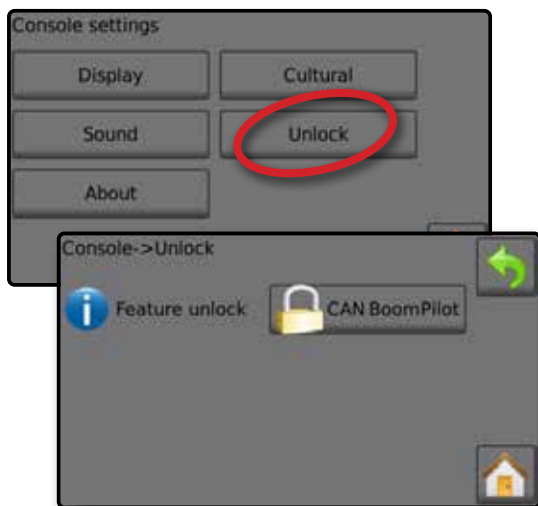 Console settings
Display Cultural
Sound Unlock
About
Console->Unlock
Feature unlock CAN BoomPilot